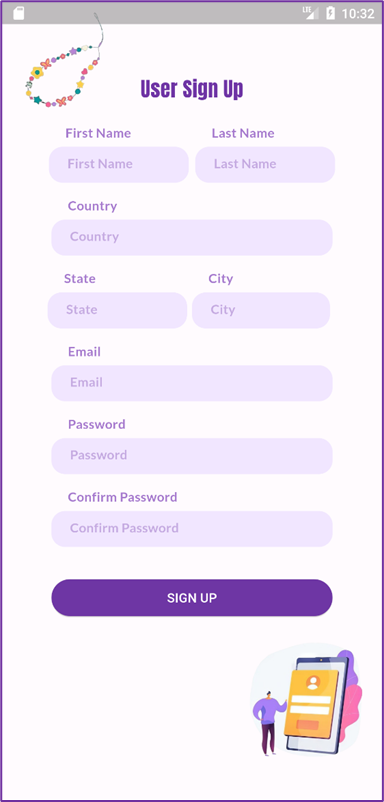 LTE 10:32
User Sign Up
First Name Last Name
First Name Last Name
Country
Country
State City
State City
Email
Email
Password
Password
Confirm Password
Confirm Password
SIGN UP